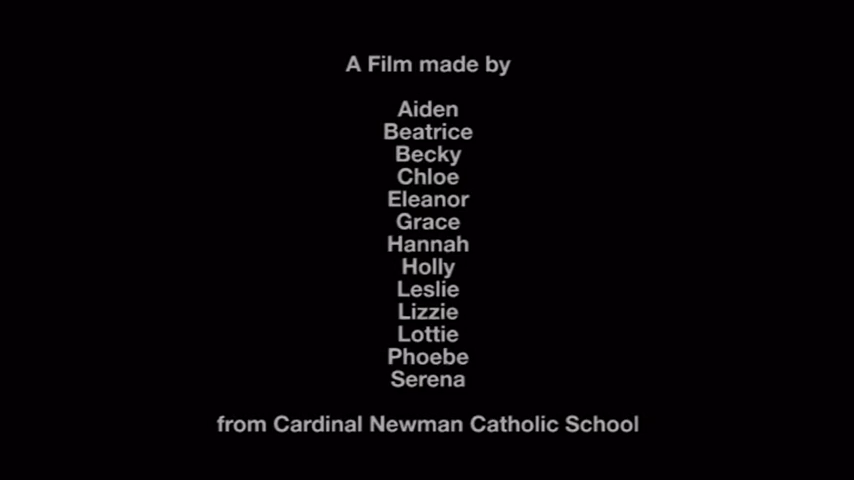 A Film made by
Aiden
Beatrice
Becky
Chloe
Eleanor
Grace
Hannah
Holly
Leslie
Lizzie
Lottie
Phoebe
Serena
from Cardinal Newman Catholic School